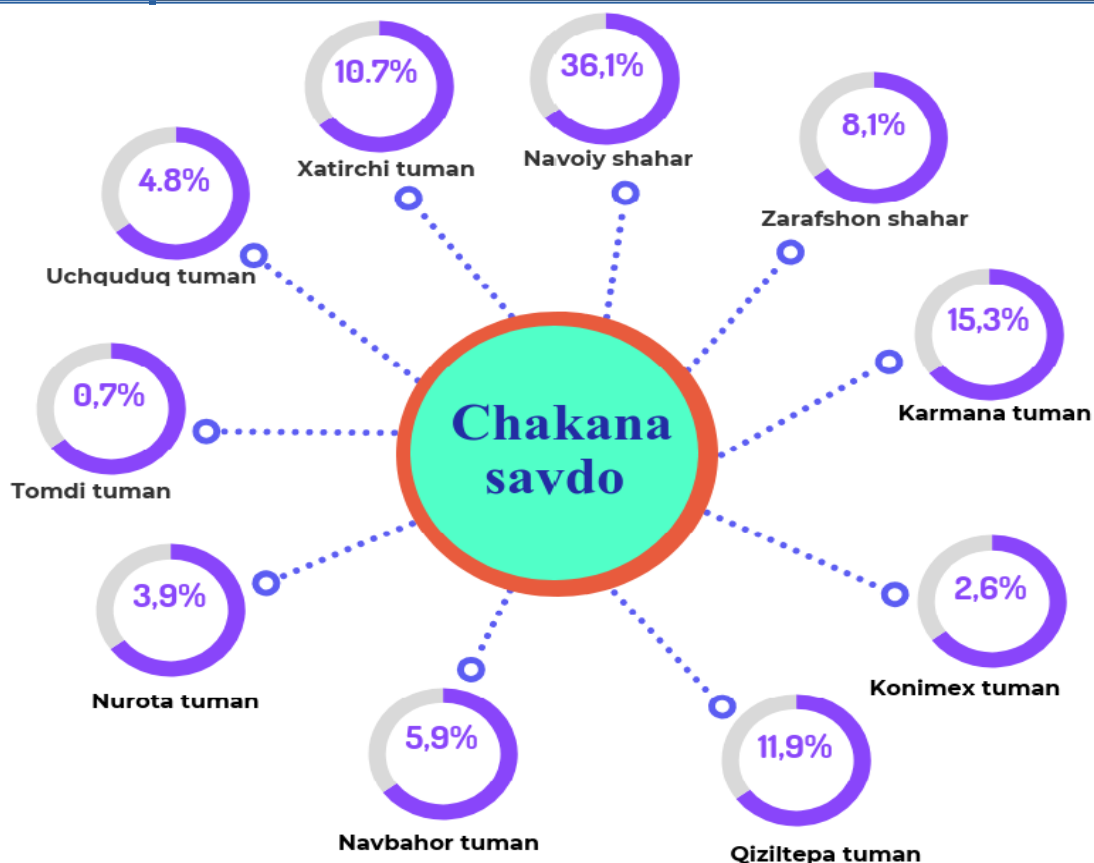 10.7%
Xatirchi tuman
36,1%
Navoiy shahar
8,1%
Zarafshon shahar
4.8%
Uchquduq tuman
15,3%
Karmana tuman
0,7%
Tomdi tuman
Chakana
savdo
3,9%
Nurota tuman
2,6%
Konimex tuman
5,9%
Navbahor tuman
11,9%
Qiziltepa tuman